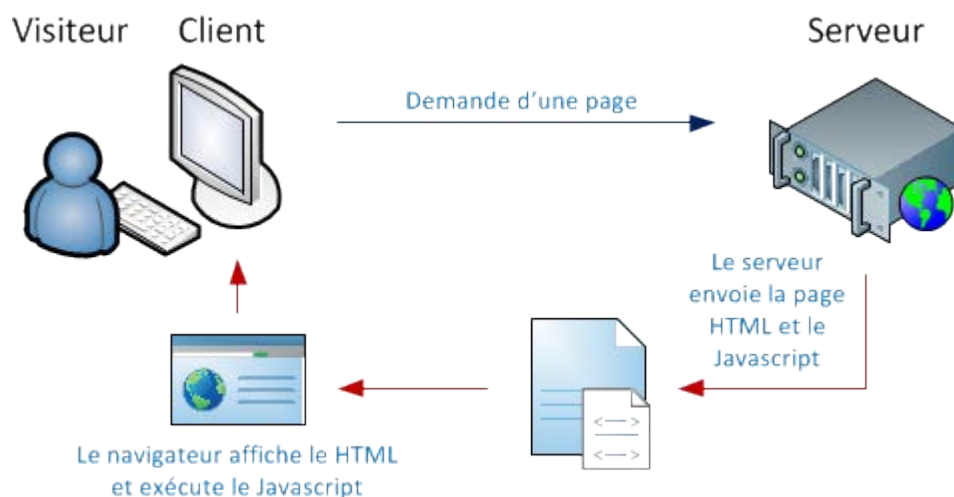 Visiteur
Client
Serveur
Demande d'une page
Le serveur
envoie la page
HTML et le
Javascript
<-->
<-->
Le navigateur affiche le HTML
et exécute le Javascript